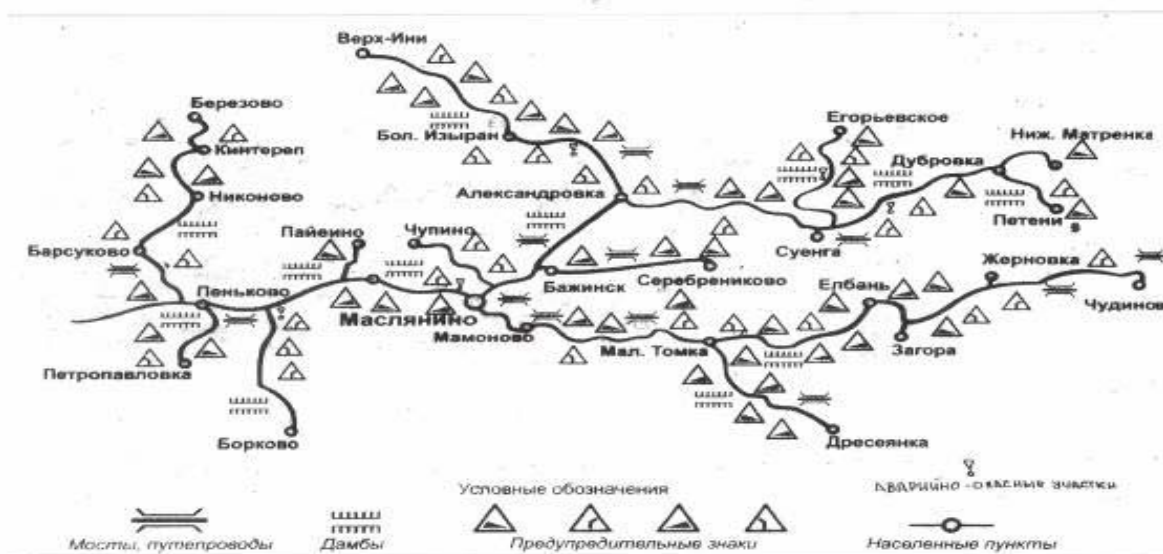 Верх-Ини
Березово
Егорьевское
Ниж. Матренка
Бол. Изыран
Кинтереп
Дубровка
Александровка
Никоново
Петени
Пайвино
Чупино
Суенга
Барсуково
Жерновка
Серебрениково
Бажинск
Елбань
Пеньково
Маслянино
Чудинов
Мамоново
Мал. Томка
Загора
Петропавловка
Борково
Дресвянка
Условные обозначения
АВАРИЙНО-ОПАСНЫЕ УЧАСТКИ
Мосты, путепроводы
Дамбы
Предупредительные знаки
Населенные пункты